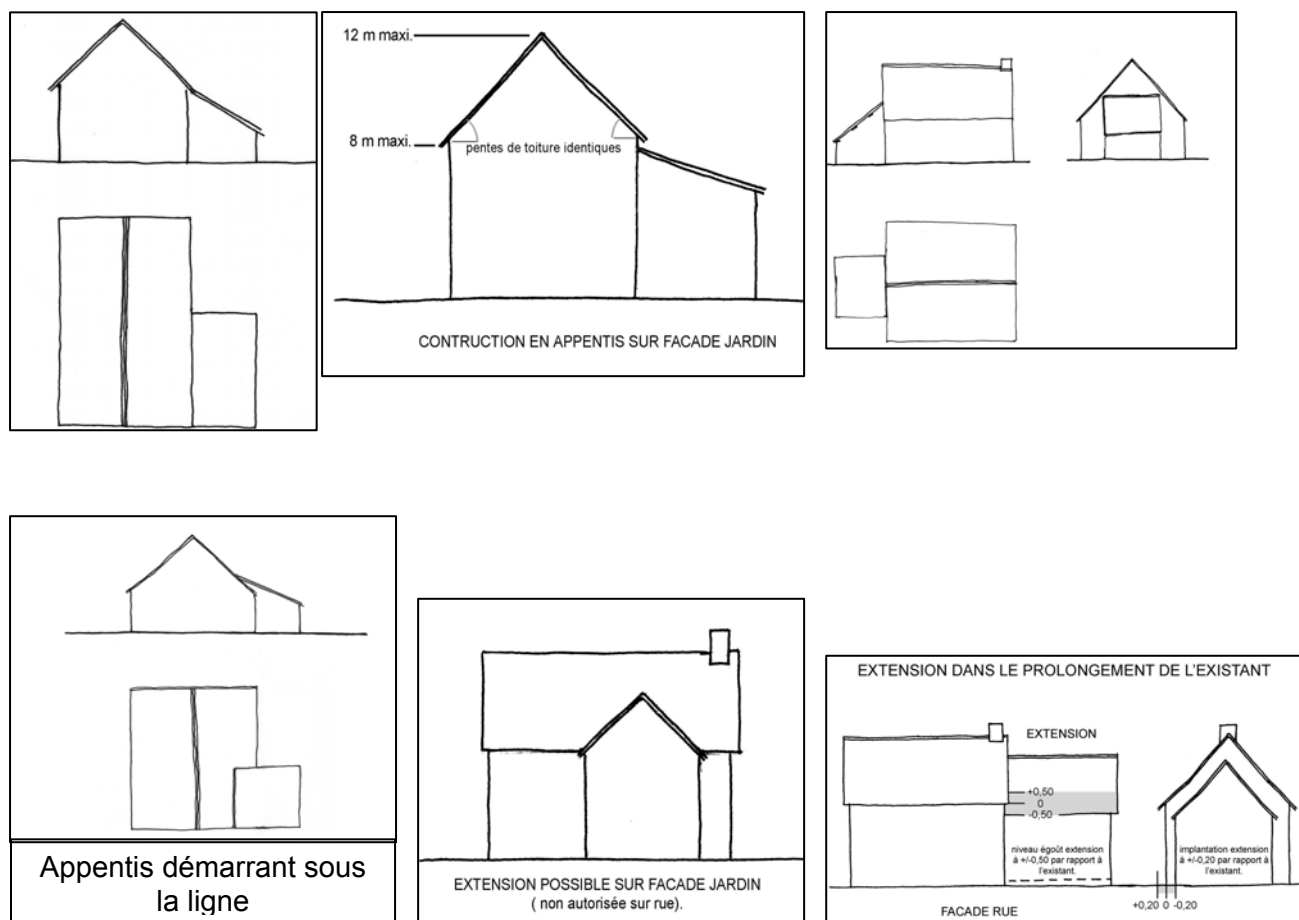 12 m maxi.
8 m maxi.
pentes de toiture identiques
CONTRUCTION EN APPENTIS SUR FACADE JARDIN
Appentis démarrant sous
la ligne
EXTENSION POSSIBLE SUR FACADE JARDIN
( non autorisée sur rue).
EXTENSION DANS LE PROLONGEMENT DE L'EXISTANT
EXTENSION
+0,50
0
-0,50
niveau égoût extension
à +/-0,50 par rapport à
l'existant.
implantation extension
à +/-0,20 par rapport à
l'existant.
+0,20 0 -0,20
FACADE RUE